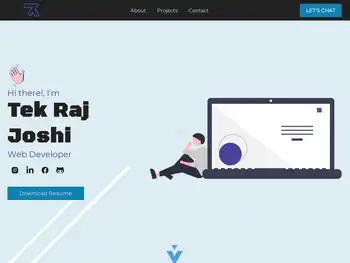 About Projects Contact LET'S CHAT
Hi there!, I'm
Tek Raj
Joshi
Web Developer
Download Resume